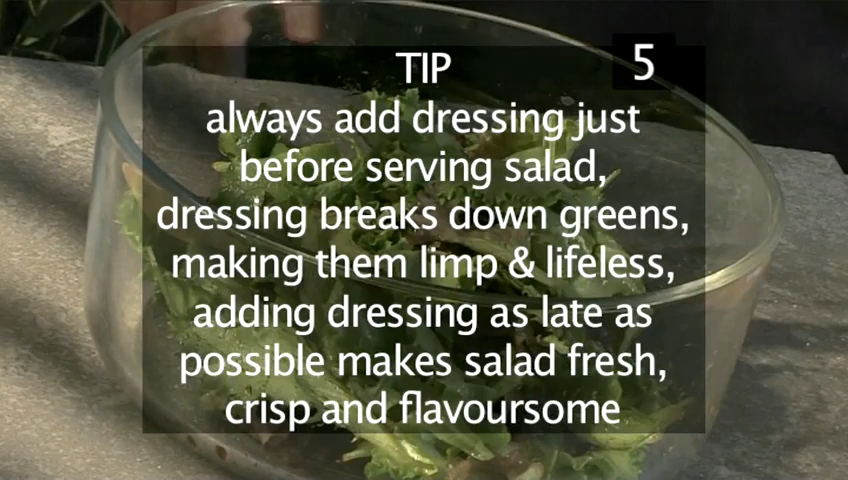 TIP
5
always add dressing just
before serving salad,
dressing breaks down greens,
making them limp & lifeless,
adding dressing as late as
possible makes salad fresh,
crisp and flavoursome